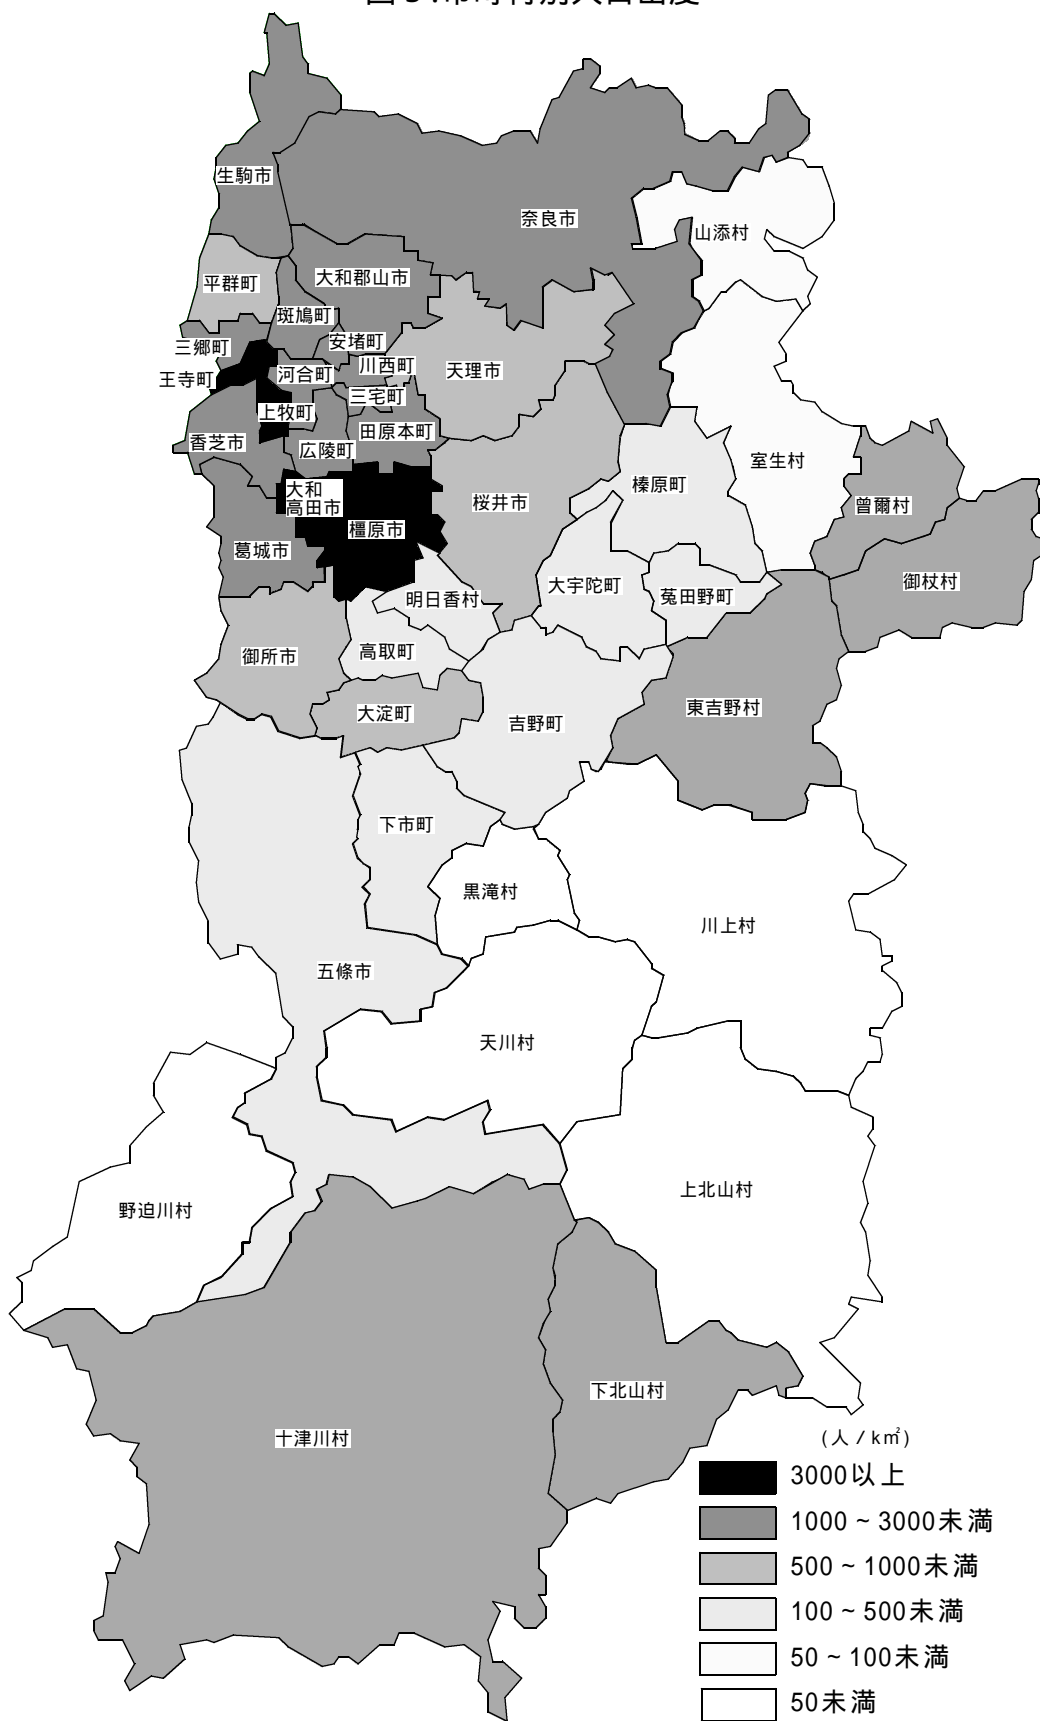 生駒市
奈良市
山添村
平群町
大和郡山市
斑鳩町
三郷町
安堵町
川西町
天理市
王寺町
河合町
三宅町
上牧町
香芝市
広陵町
田原本町
室生村
榛原町
大和
高田市
桜井市
曽爾村
橿原市
葛城市
大宇陀町
菟田野町
御杖村
明日香村
御所市
高取町
大淀町
吉野町
東吉野村
下市町
黒滝村
川上村
五條市
天川村
上北山村
野迫川村
下北山村
十津川村
(人/k㎡)
3000以上
1000~3000未満
500~1000未満
100~500未満
50~100未満
50未満